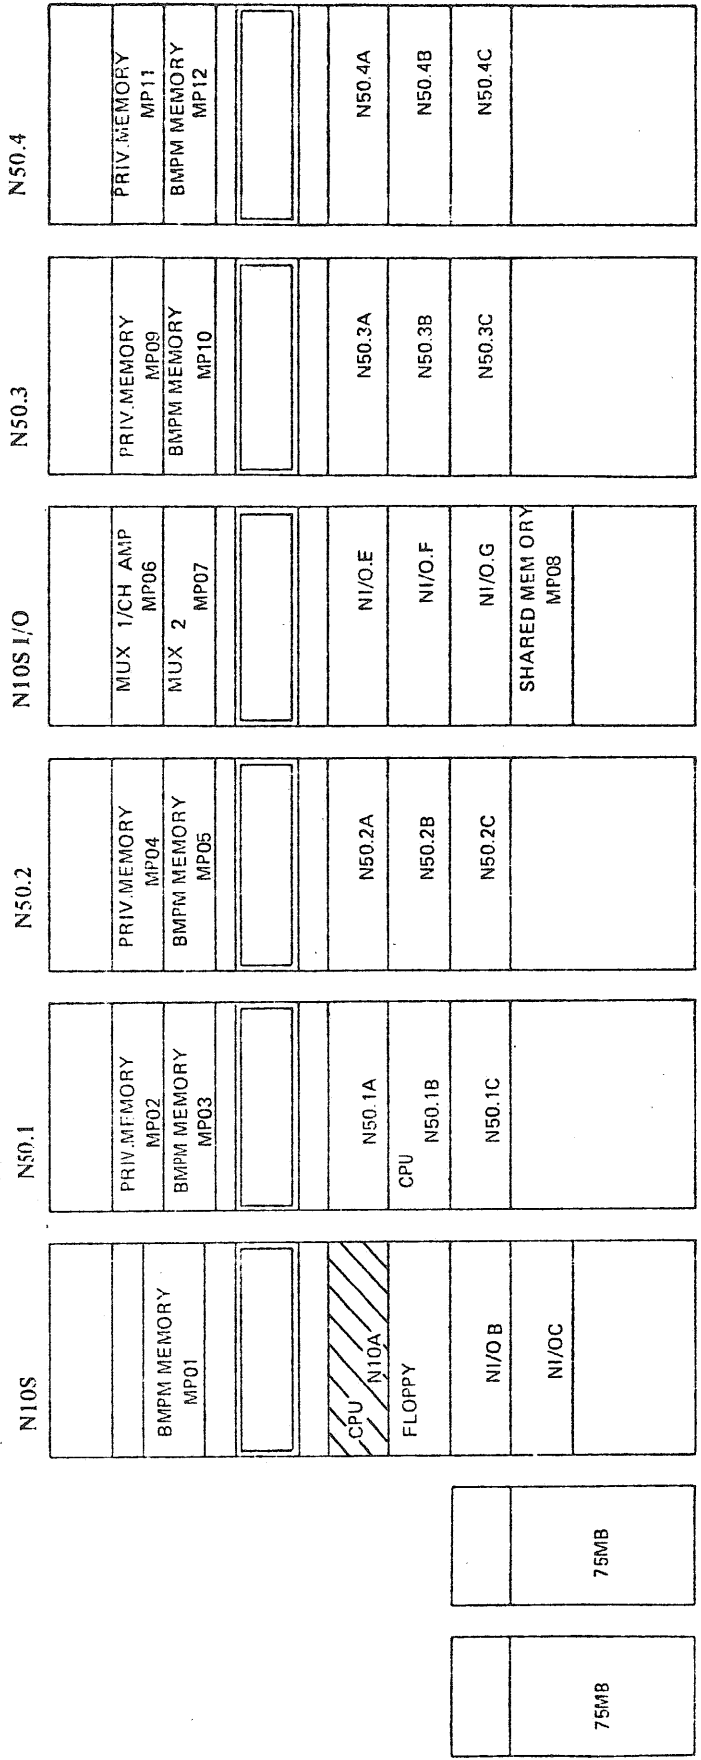 75MB
75MB
N10S
BMPM MEMORY
MP01
CPU
N10A
FLOPPY
NI/O B
NI/OC
N50.1
PRIV.MEMORY
MP02
BMPM MEMORY
MP03
N50.1A
CPU
N50.1B
N50.1C
N50.2
PRIV.MEMORY
MP04
BMPM MEMORY
MP05
N50.2A
N50.2B
N50.2C
N10S I/O
MUX 1/CH AMP
MP06
MUX 2
MP07
NI/O.E
NI/O.F
NI/O.G
SHARED MEMORY
MP08
N50.3
PRIV.MEMORY
MP09
BMPM MEMORY
MP10
N50.3A
N50.3B
N50.3C
N50.4
PRIV.MEMORY
MP11
BMPM MEMORY
MP12
N50.4A
N50.4B
N50.4C